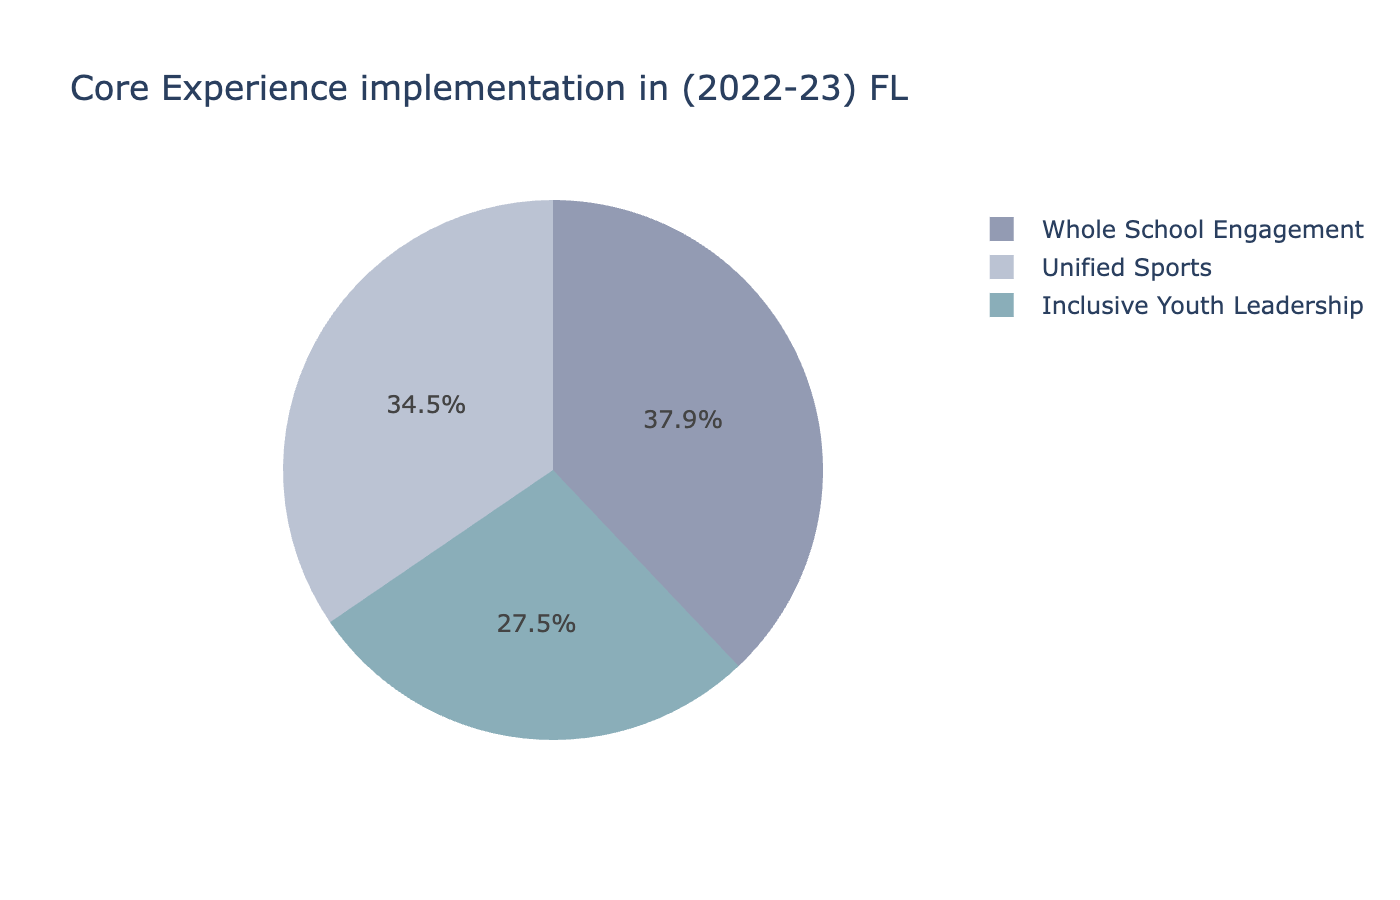 Core Experience implementation in (2022-23) FL
Whole School Engagement
Unified Sports
Inclusive Youth Leadership
34.5%
37.9%
27.5%